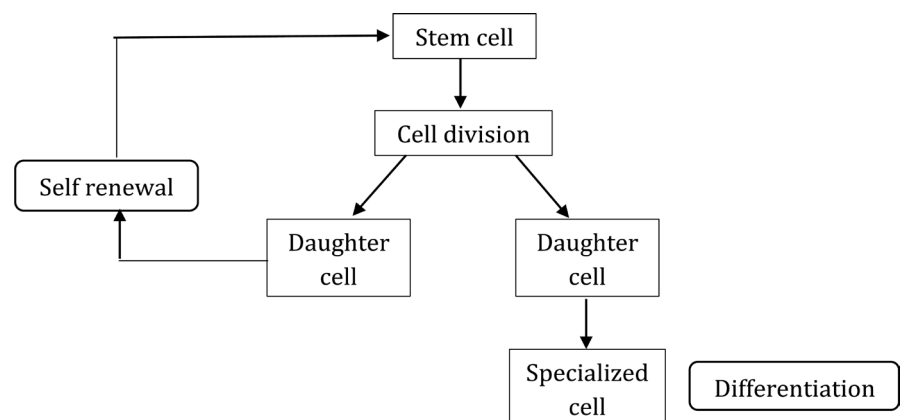 Stem cell
Cell division
Self renewal
Daughter
cell
Daughter
cell
Specialized
cell
Differentiation